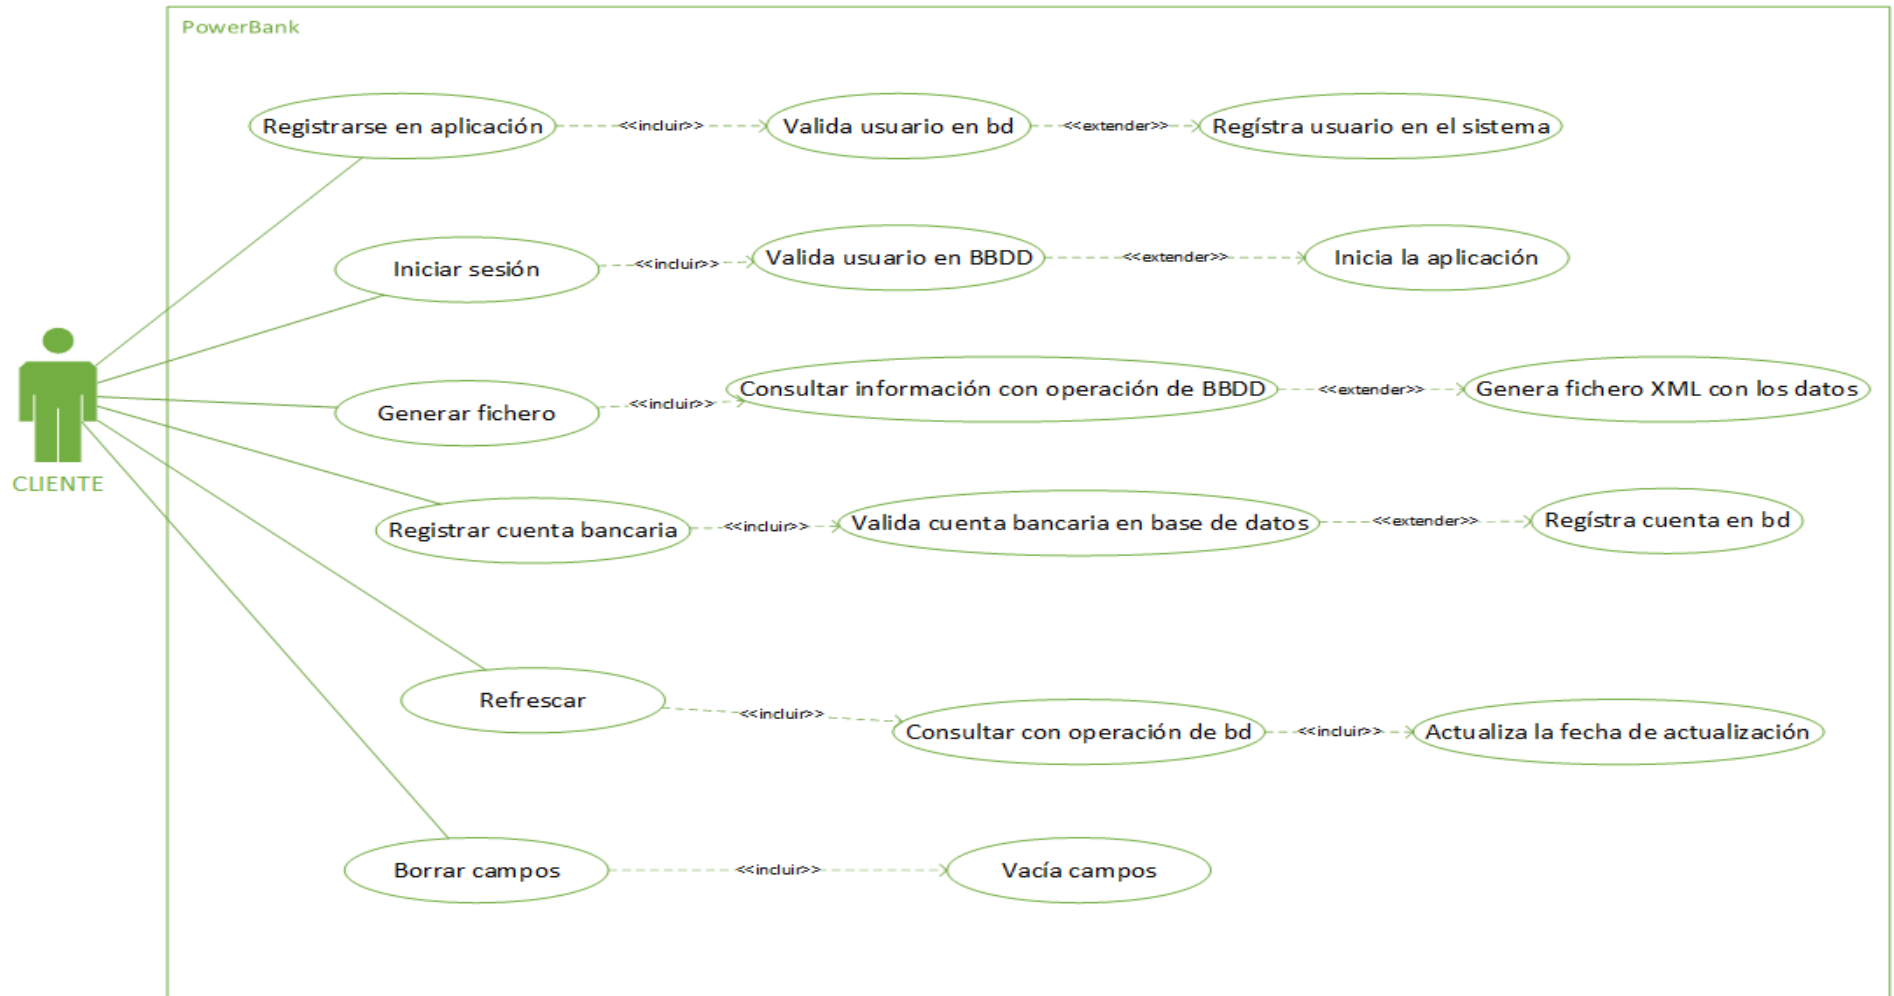 PowerBank
Registrarse en aplicación
<<incluir>>
Valida usuario en bd
<<extender>>
Regístra usuario en el sistema
Iniciar sesión
<<incluir>>
Valida usuario en BBDD
<<extender>>
Inicia la aplicación
Generar fichero
<<incluir>>
Consultar información con operación de BBDD
<<extender>>
Genera fichero XML con los datos
CLIENTE
Registrar cuenta bancaria
<<incluir>>
Valida cuenta bancaria en base de datos
<<extender>>
Regístra cuenta en bd
Refrescar
<<incluir>>
Consultar con operación de bd
<<incluir>>
Actualiza la fecha de actualización
Borrar campos
<<incluir>>
Vacía campos